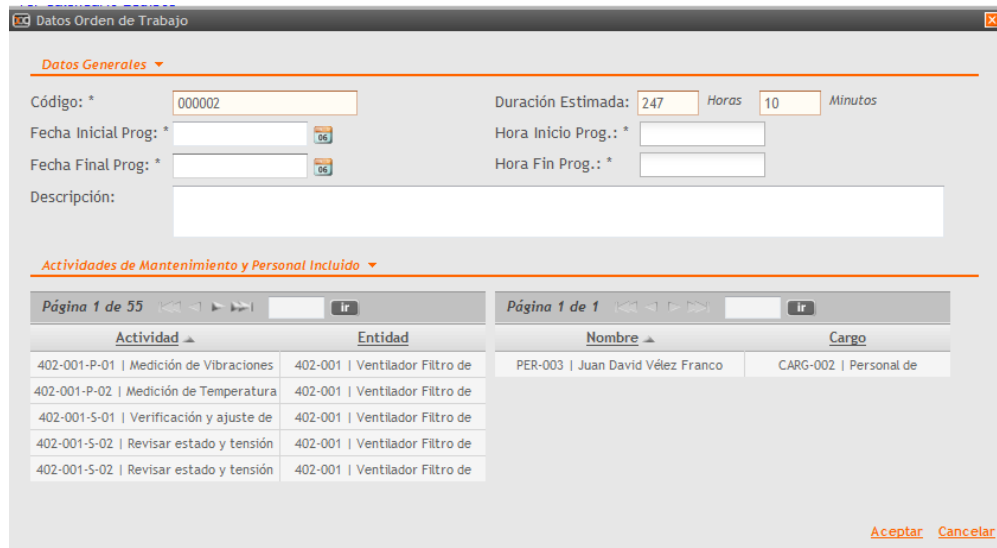 Datos Orden de Trabajo
Datos Generales
Código: * 000002 Duración Estimada: 247 Horas 10 Minutos
Fecha Inicial Prog: * 06 Hora Inicio Prog.: *
Fecha Final Prog: * 06 Hora Fin Prog.: *
Descripción:
Actividades de Mantenimiento y Personal Incluido
Página 1 de 55 ir Página 1 de 1 ir
Actividad Entidad Nombre Cargo
402-001-P-01 | Medición de Vibraciones 402-001 | Ventilador Filtro de PER-003 | Juan David Vélez Franco CARG-002 | Personal de
402-001-P-02 | Medición de Temperatura 402-001 | Ventilador Filtro de
402-001-S-01 | Verificación y ajuste de 402-001 | Ventilador Filtro de
402-001-S-02 | Revisar estado y tensión 402-001 | Ventilador Filtro de
402-001-S-02 | Revisar estado y tensión 402-001 | Ventilador Filtro de
Aceptar Cancelar